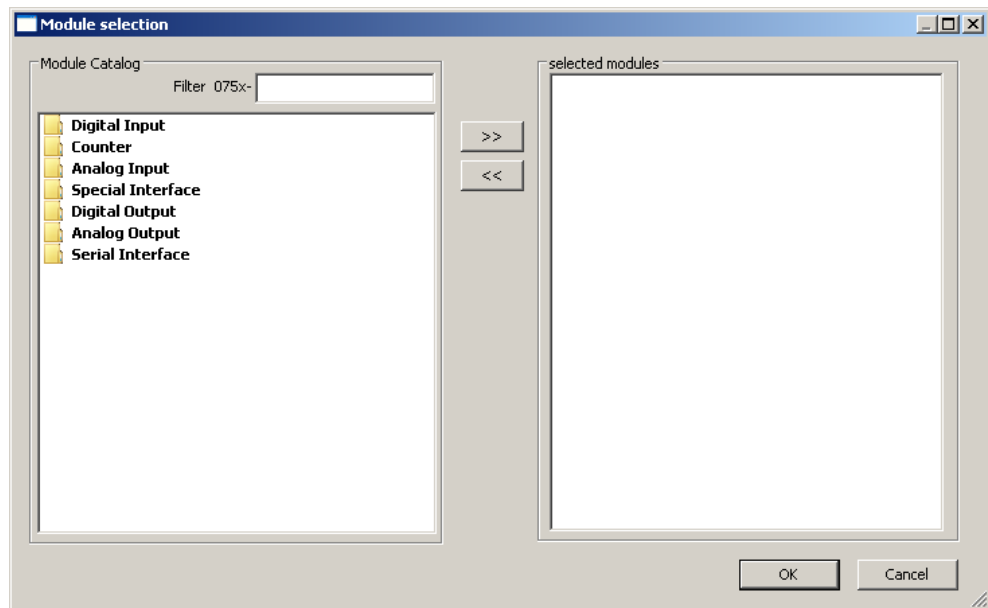 Module selection
Module Catalog
Filter 075x-
Digital Input
Counter
Analog Input
Special Interface
Digital Output
Analog Output
Serial Interface
>>
<<
selected modules
OK
Cancel